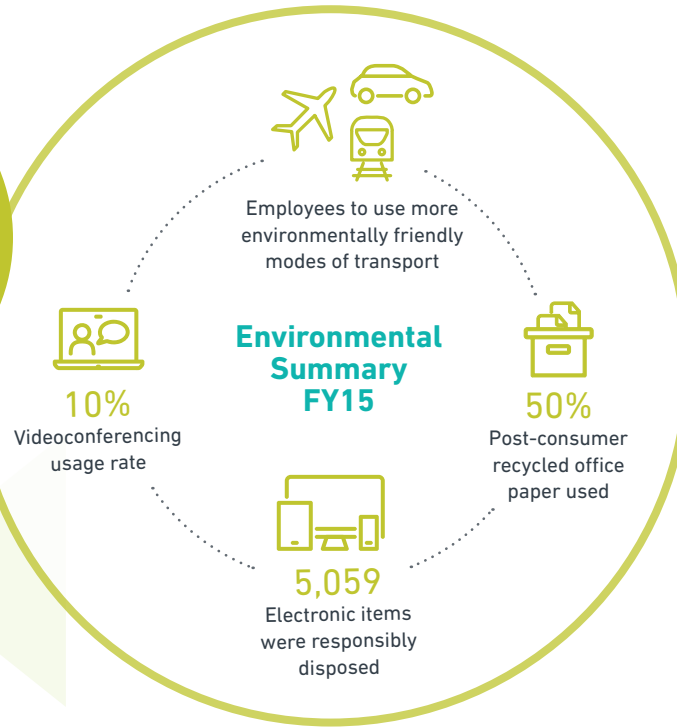 Employees to use more
environmentally friendly
modes of transport
Environmental
Summary
FY15
10%
Videoconferencing
usage rate
50%
Post-consumer
recycled office
paper used
5,059
Electronic items
were responsibly
disposed